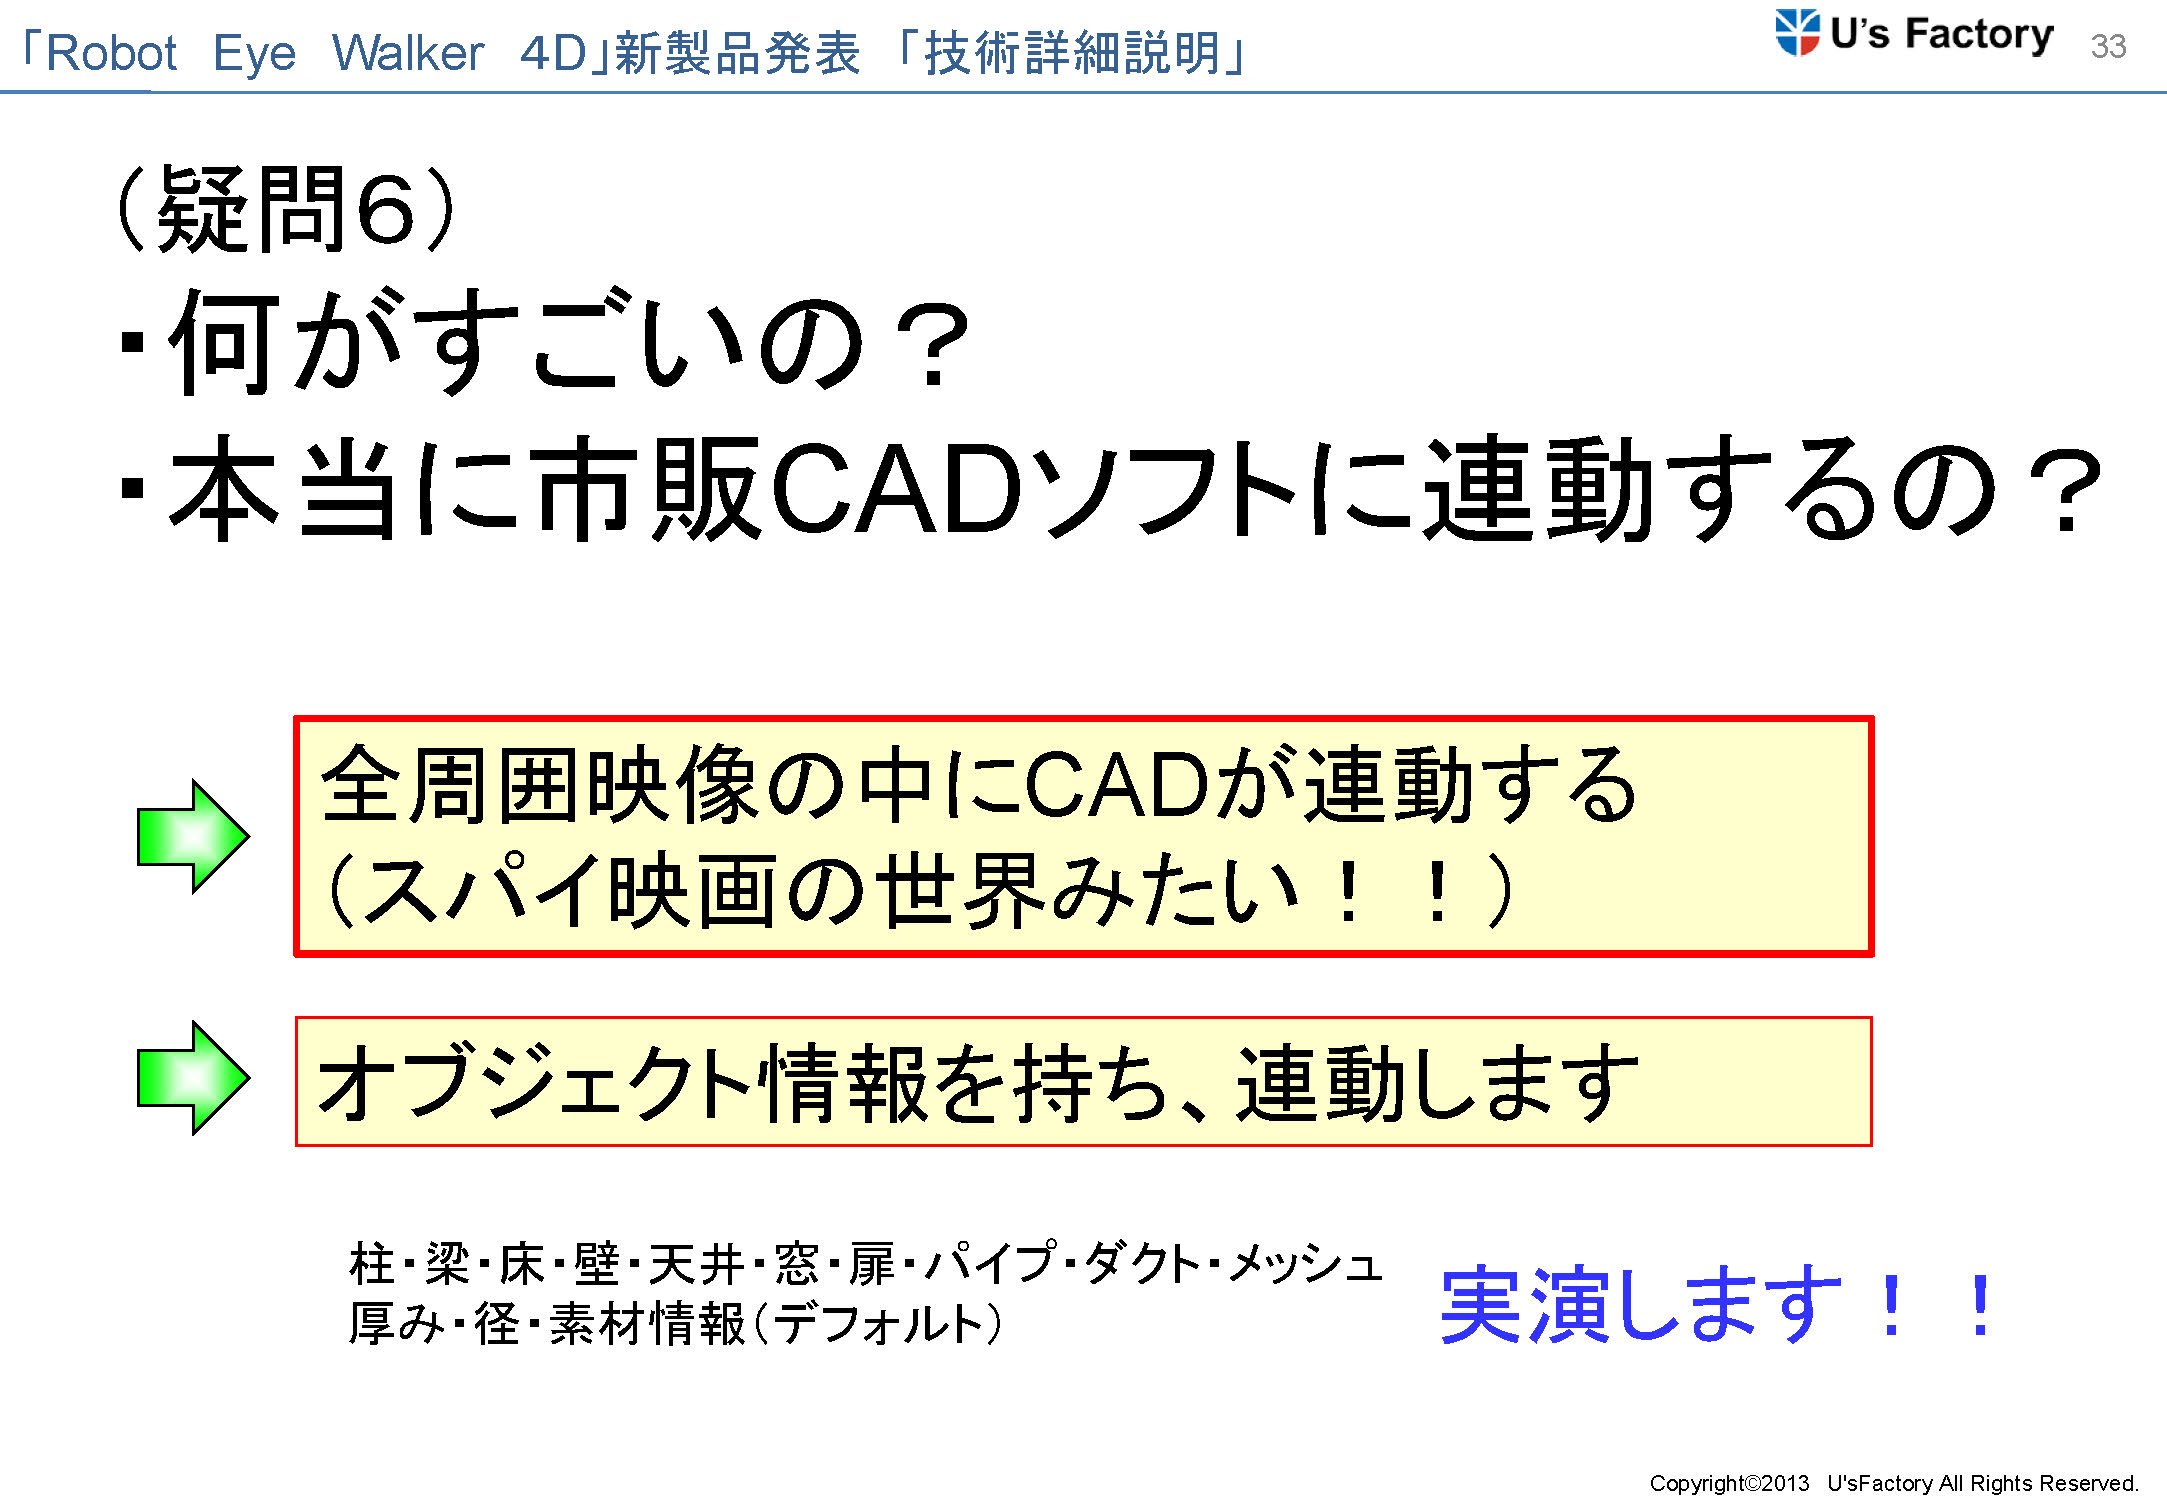 「Robot　Eye　Walker　４D」新製品発表　「技術詳細説明」
U's Factory
33
（疑問６）
・何がすごいの？
・本当に市販CADソフトに連動するの？
全周囲映像の中にCADが連動する
（スパイ映画の世界みたい！！）
オブジェクト情報を持ち、連動します
柱・梁・床・壁・天井・窓・扉・パイプ・ダクト・メッシュ
厚み・径・素材情報（デフォルト）
実演します！！
Copyright©2013　U'sFactory All Rights Reserved.